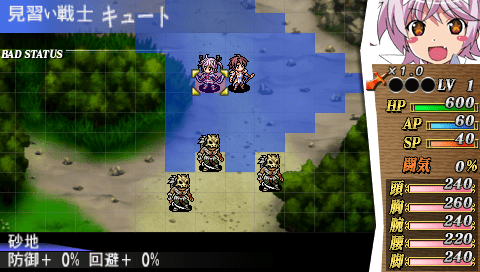 見習い戦士 キュート
BAD STATUS
×1.0
LV 1
HP 600
AP 60
SP 40
闘気 0%
頭 240
胸 260
腕 240
腰 220
脚 240
砂地
防御+ 0% 回避+ 0%